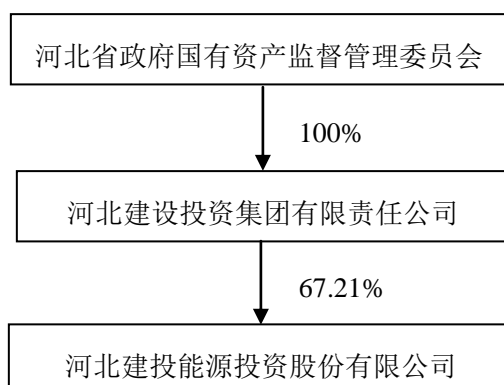 河北省政府国有资产监督管理委员会
100%
河北建设投资集团有限责任公司
67.21%
河北建投能源投资股份有限公司